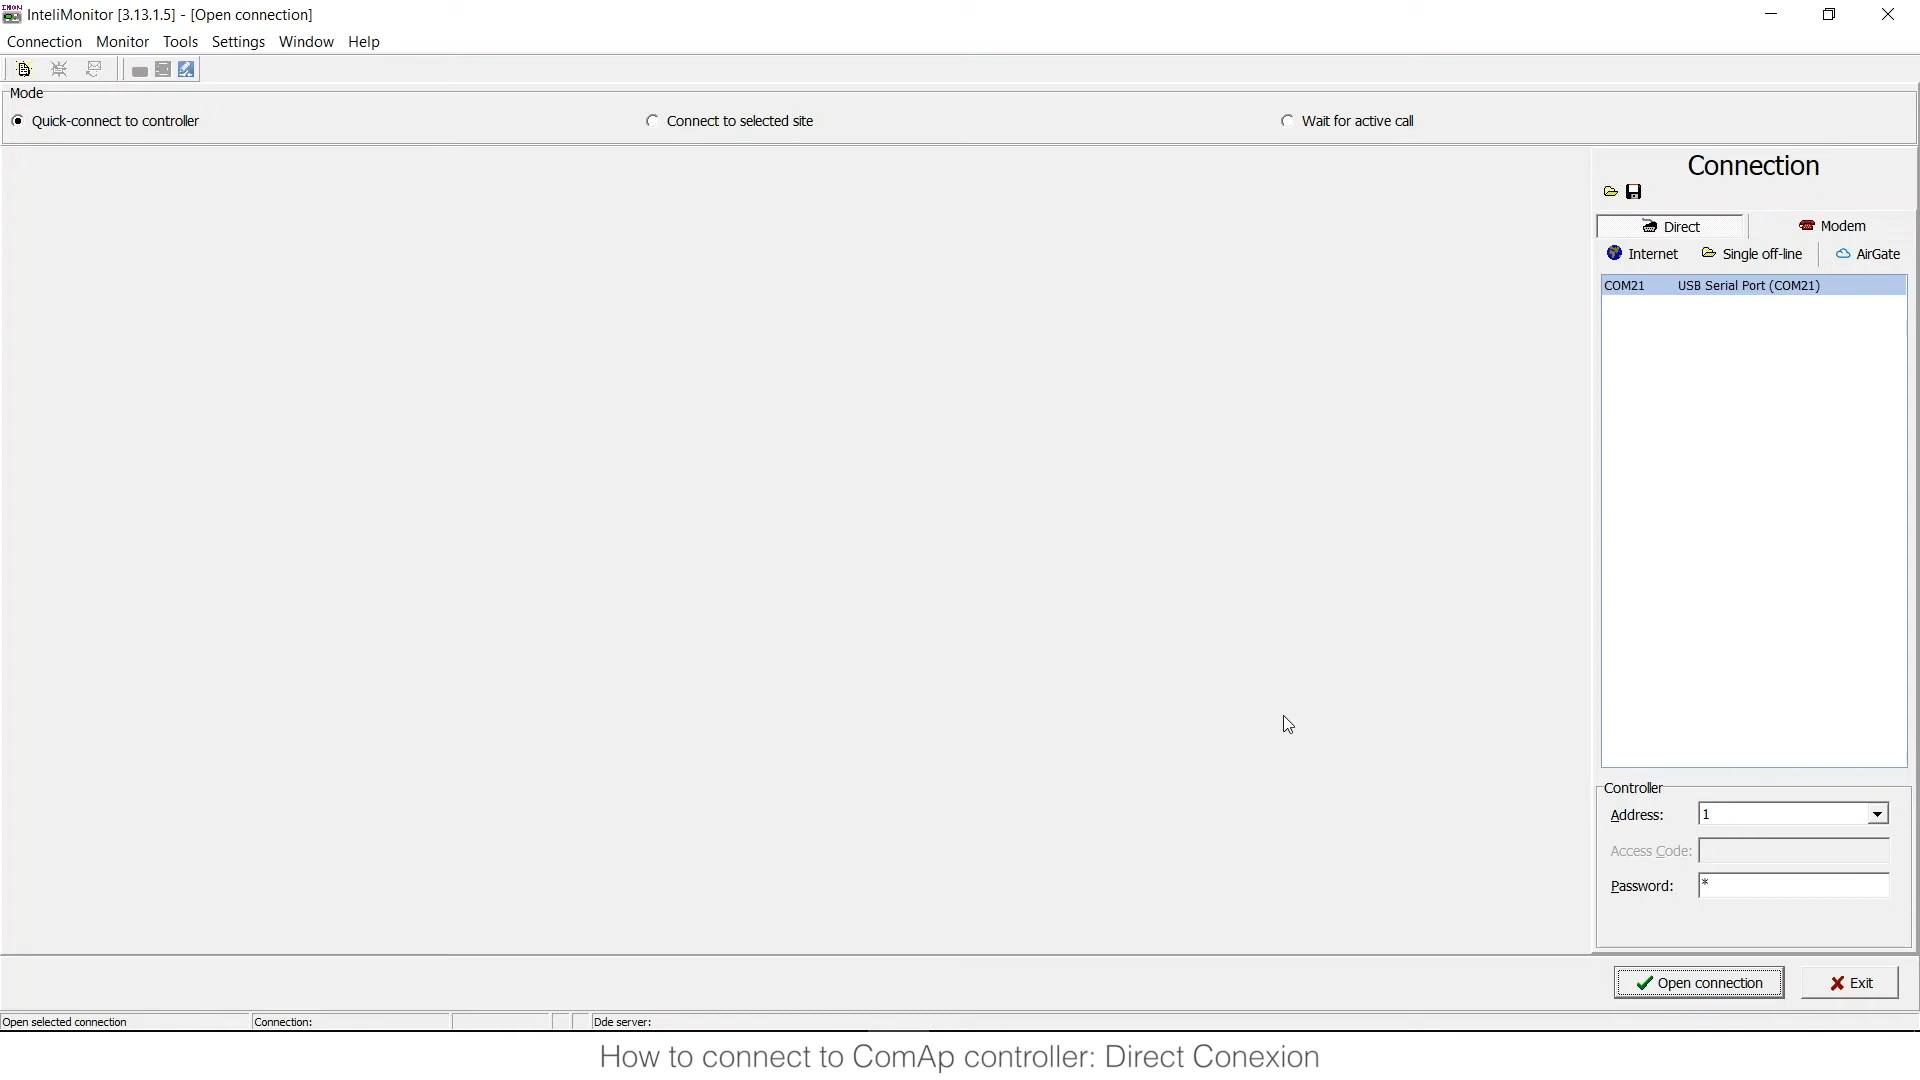 InteliMonitor [3.13.1.5] - [Open connection]
Connection Monitor Tools Settings Window Help
Mode
Quick-connect to controller Connect to selected site Wait for active call
Connection
Direct Modem
Internet Single off-line AirGate
COM21 USB Serial Port (COM21)
Controller
Address: 1
Access Code:
Password: *
Open connection Exit
Open selected connection Connection: Dde server:
How to connect to ComAp controller: Direct Conexion